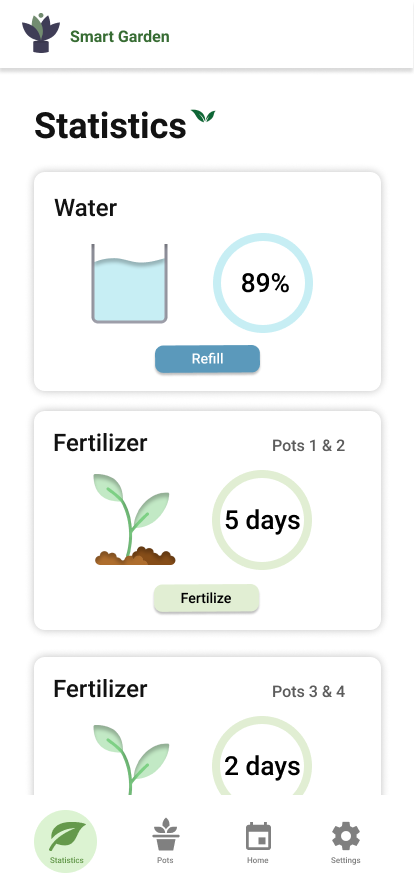 Smart Garden
Statistics
Water
89%
Refill
Fertilizer
Pots 1 & 2
5 days
Fertilize
Fertilizer
Pots 3 & 4
2 days
Statistics
Pots
Home
Settings